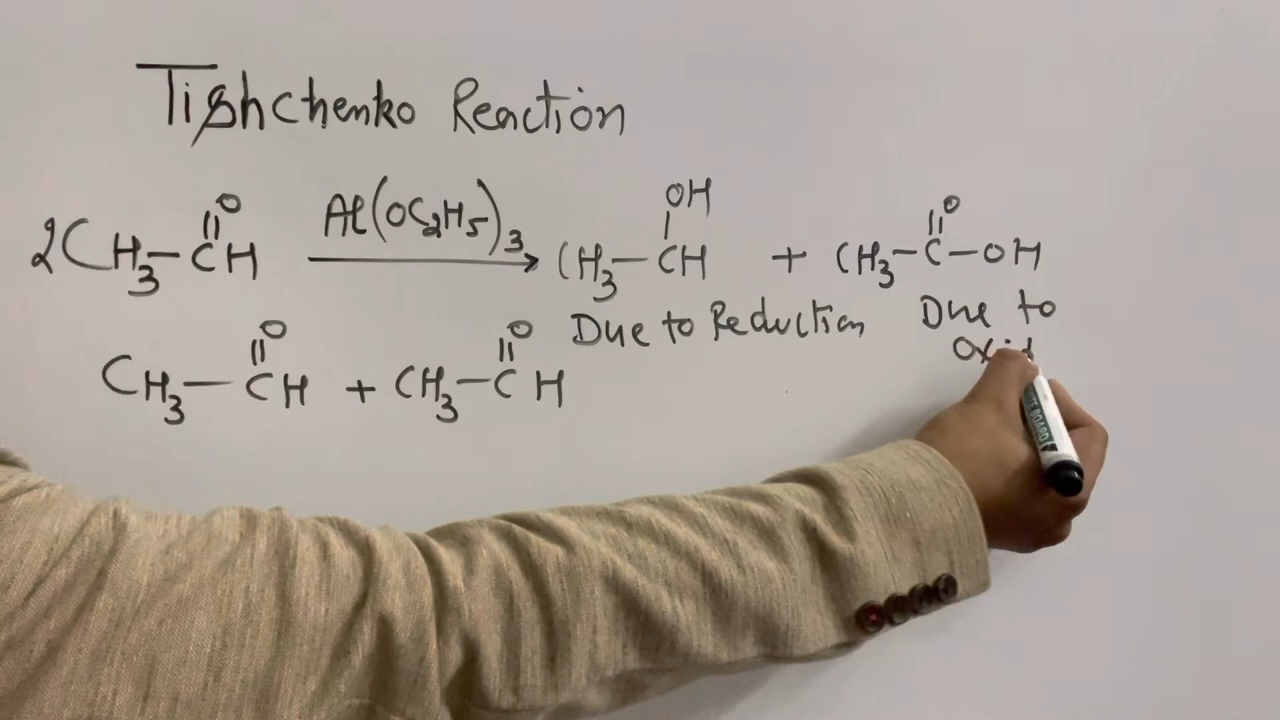 Tishchenko Reaction
2CH₃–CH(=O) Al(OC₂H₅)₃ → CH₃–CH(OH) + CH₃–C(=O)–OH
Due to Reduction Due to
Oxid
CH₃–CH(=O) + CH₃–CH(=O)